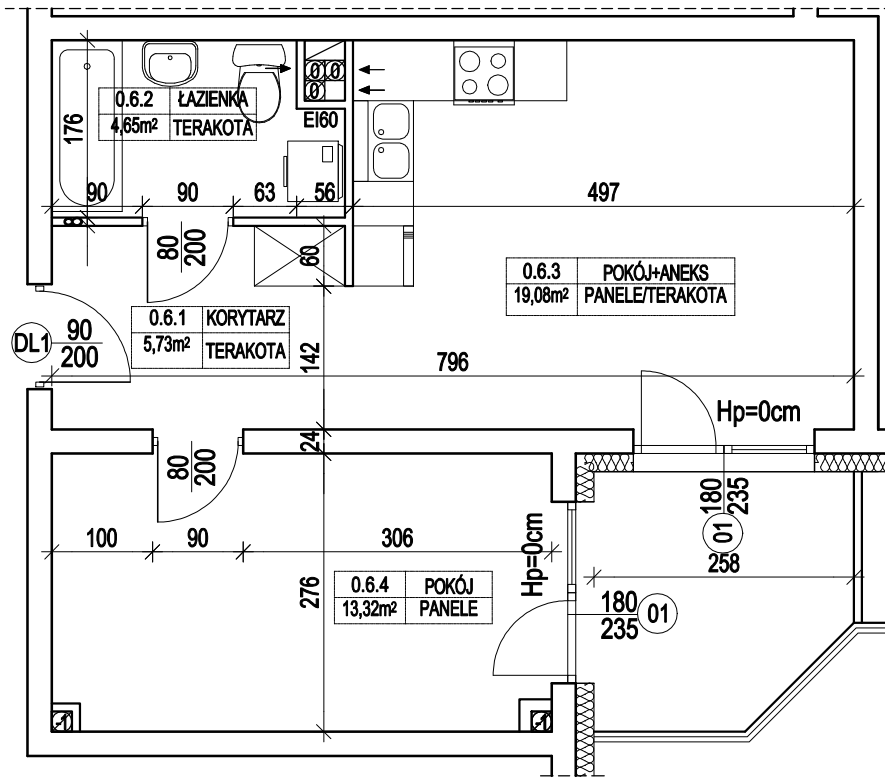 0.6.2 ŁAZIENKA
4,65m² TERAKOTA
176
EI60
90 90 63 56 497
80
200
60
0.6.3 POKÓJ+ANEKS
19,08m² PANELE/TERAKOTA
0.6.1 KORYTARZ
5,73m² TERAKOTA
DL1
90
200
142
796
Hp=0cm
24
80
200
180
235
01
258
100 90 306
Hp=0cm
276
0.6.4 POKÓJ
13,32m² PANELE
180
235
01
-1
-1